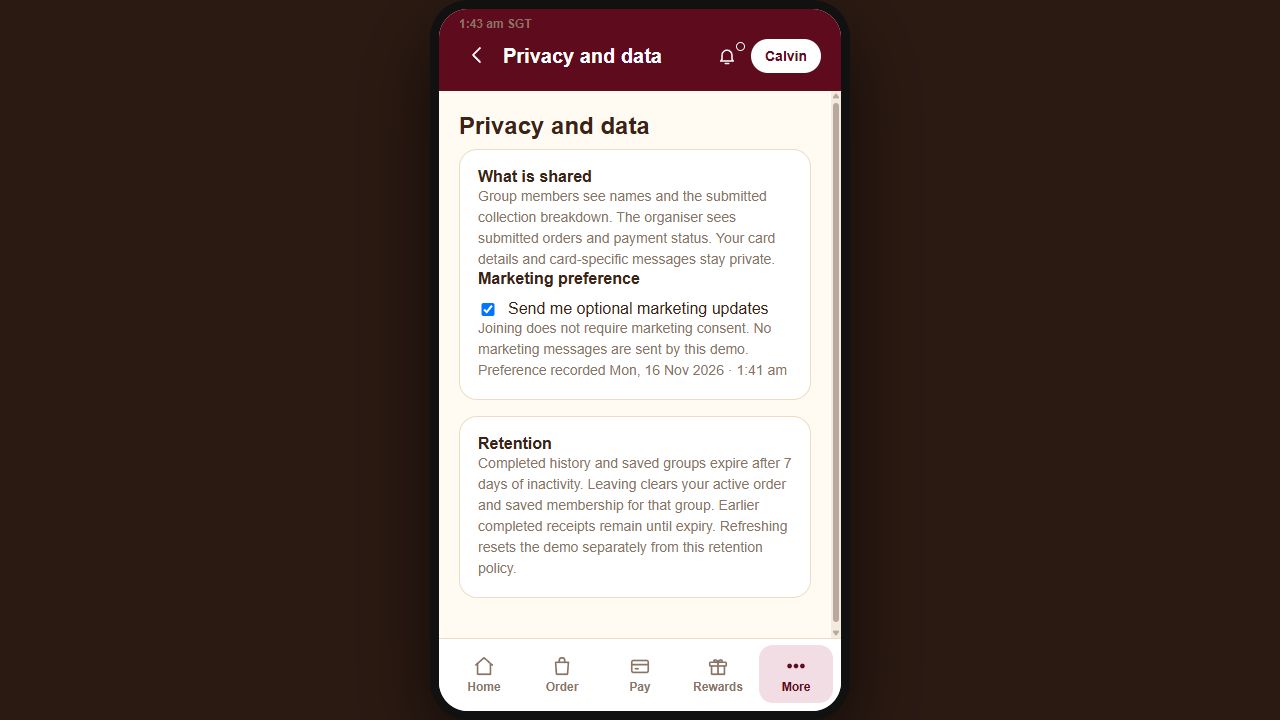 1:43 am SGT
Privacy and data
Calvin
Privacy and data
What is shared
Group members see names and the submitted
collection breakdown. The organiser sees
submitted orders and payment status. Your card
details and card-specific messages stay private.
Marketing preference
Send me optional marketing updates
Joining does not require marketing consent. No
marketing messages are sent by this demo.
Preference recorded Mon, 16 Nov 2026 · 1:41 am
Retention
Completed history and saved groups expire after 7
days of inactivity. Leaving clears your active order
and saved membership for that group. Earlier
completed receipts remain until expiry. Refreshing
resets the demo separately from this retention
policy.
Home
Order
Pay
Rewards
More